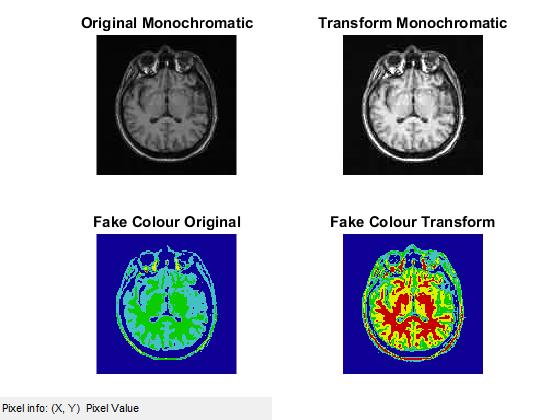 Original Monochromatic
Transform Monochromatic
Fake Colour Original
Fake Colour Transform
Pixel info: (X, Y)  Pixel Value